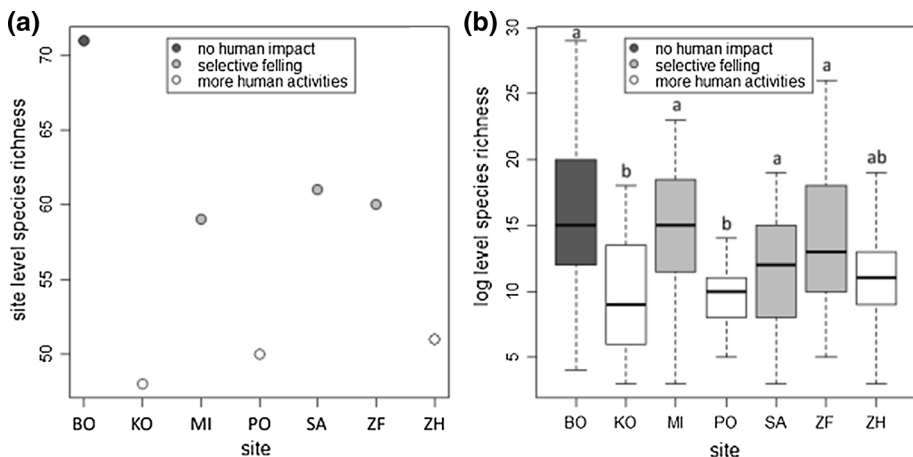 (a)
no human impact
selective felling
more human activities
site level species richness
70
65
60
55
50
BO KO MI PO SA ZF ZH
site
(b)
no human impact
selective felling
more human activities
log level species richness
30
25
20
15
10
5
a b a b a a ab
BO KO MI PO SA ZF ZH
site